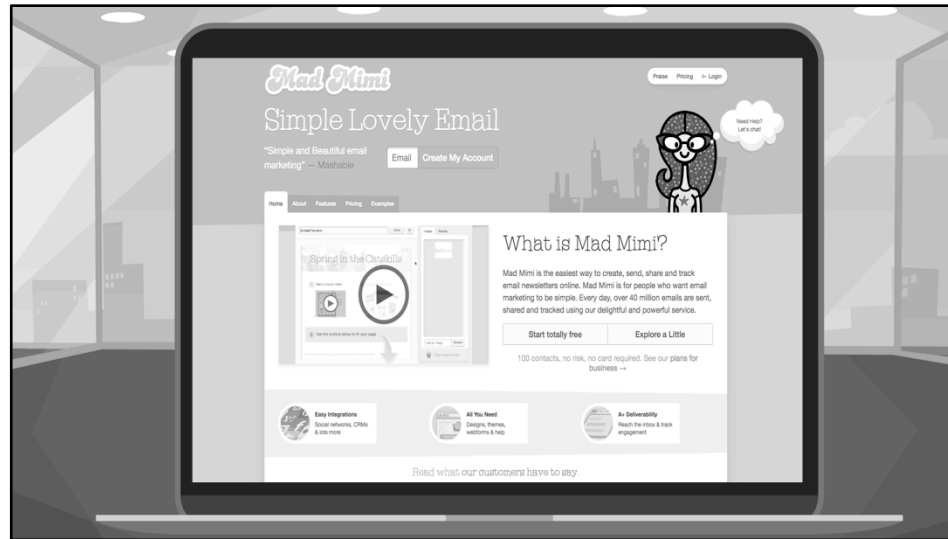 Mad Mimi
Praise Pricing Login
Simple Lovely Email
Need Help?
Let's chat!
"Simple and Beautiful email
marketing" – Mashable
Email Create My Account
Home About Features Pricing Examples
Spring in the Catskills
What is Mad Mimi?
Mad Mimi is the easiest way to create, send, share and track
email newsletters online. Mad Mimi is for people who want email
marketing to be simple. Every day, over 40 million emails are sent,
shared and tracked using our delightful and powerful service.
Start totally free Explore a Little
100 contacts, no risk, no card required. See our plans for
business →
Easy Integrations
Social networks, CRMs
& lots more
All You Need
Designs, themes,
webforms & help
A+ Deliverability
Reach the inbox & track
engagement
Read what our customers have to say.